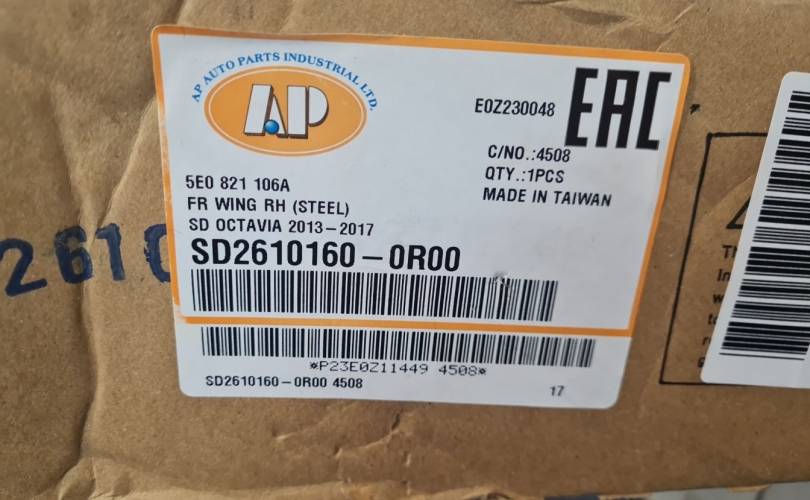 AP AUTO PARTS INDUSTRIAL LTD.
AP
E0Z230048
EAC
C/NO.:4508
QTY.:1PCS
MADE IN TAIWAN
5E0 821 106A
FR WING RH (STEEL)
SD OCTAVIA 2013-2017
SD2610160-0R00
*P23E0Z11449 4508*
SD2610160-0R00 4508
17